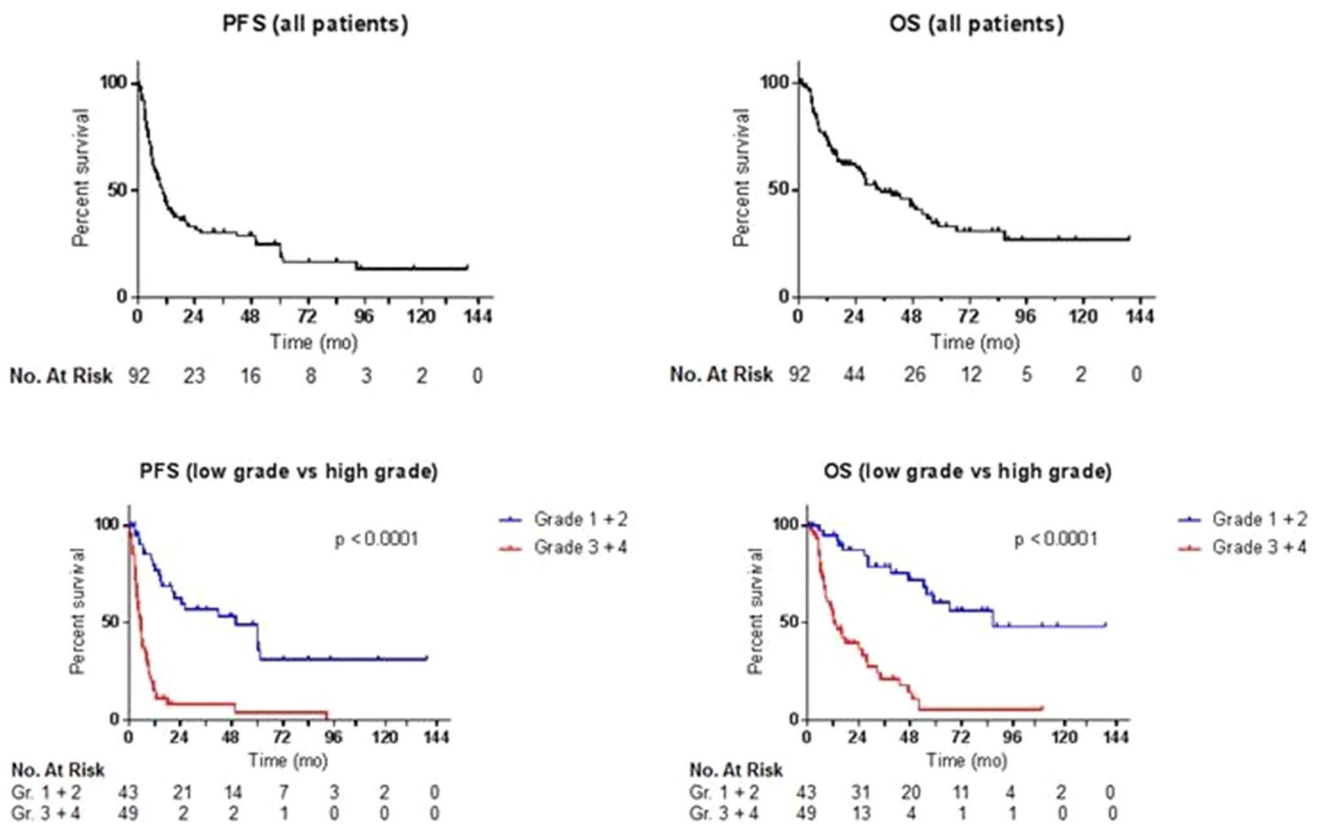 PFS (all patients)
100
50
0
Percent survival
0 24 48 72 96 120 144
Time (mo)
No. At Risk 92 23 16 8 3 2 0
OS (all patients)
100
50
0
Percent survival
0 24 48 72 96 120 144
Time (mo)
No. At Risk 92 44 26 12 5 2 0
PFS (low grade vs high grade)
100
50
0
Percent survival
p < 0.0001
Grade 1 + 2
Grade 3 + 4
0 24 48 72 96 120 144
Time (mo)
No. At Risk
Gr. 1 + 2 43 21 14 7 3 2 0
Gr. 3 + 4 49 2 2 1 0 0 0
OS (low grade vs high grade)
100
50
0
Percent survival
p < 0.0001
Grade 1 + 2
Grade 3 + 4
0 24 48 72 96 120 144
Time (mo)
No. At Risk
Gr. 1 + 2 43 31 20 11 4 2 0
Gr. 3 + 4 49 13 4 1 1 0 0